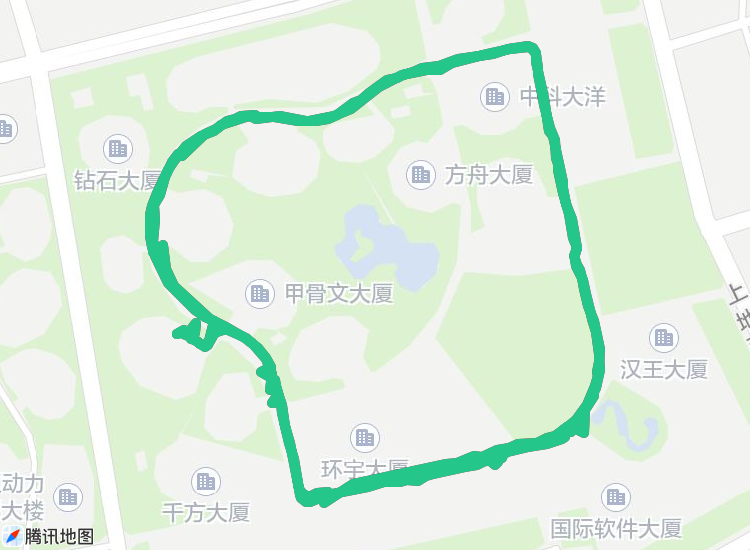 中科大洋
方舟大厦
钻石大厦
甲骨文大厦
上地
汉王大厦
环宇大厦
动力
大楼
千方大厦
国际软件大厦
腾讯地图